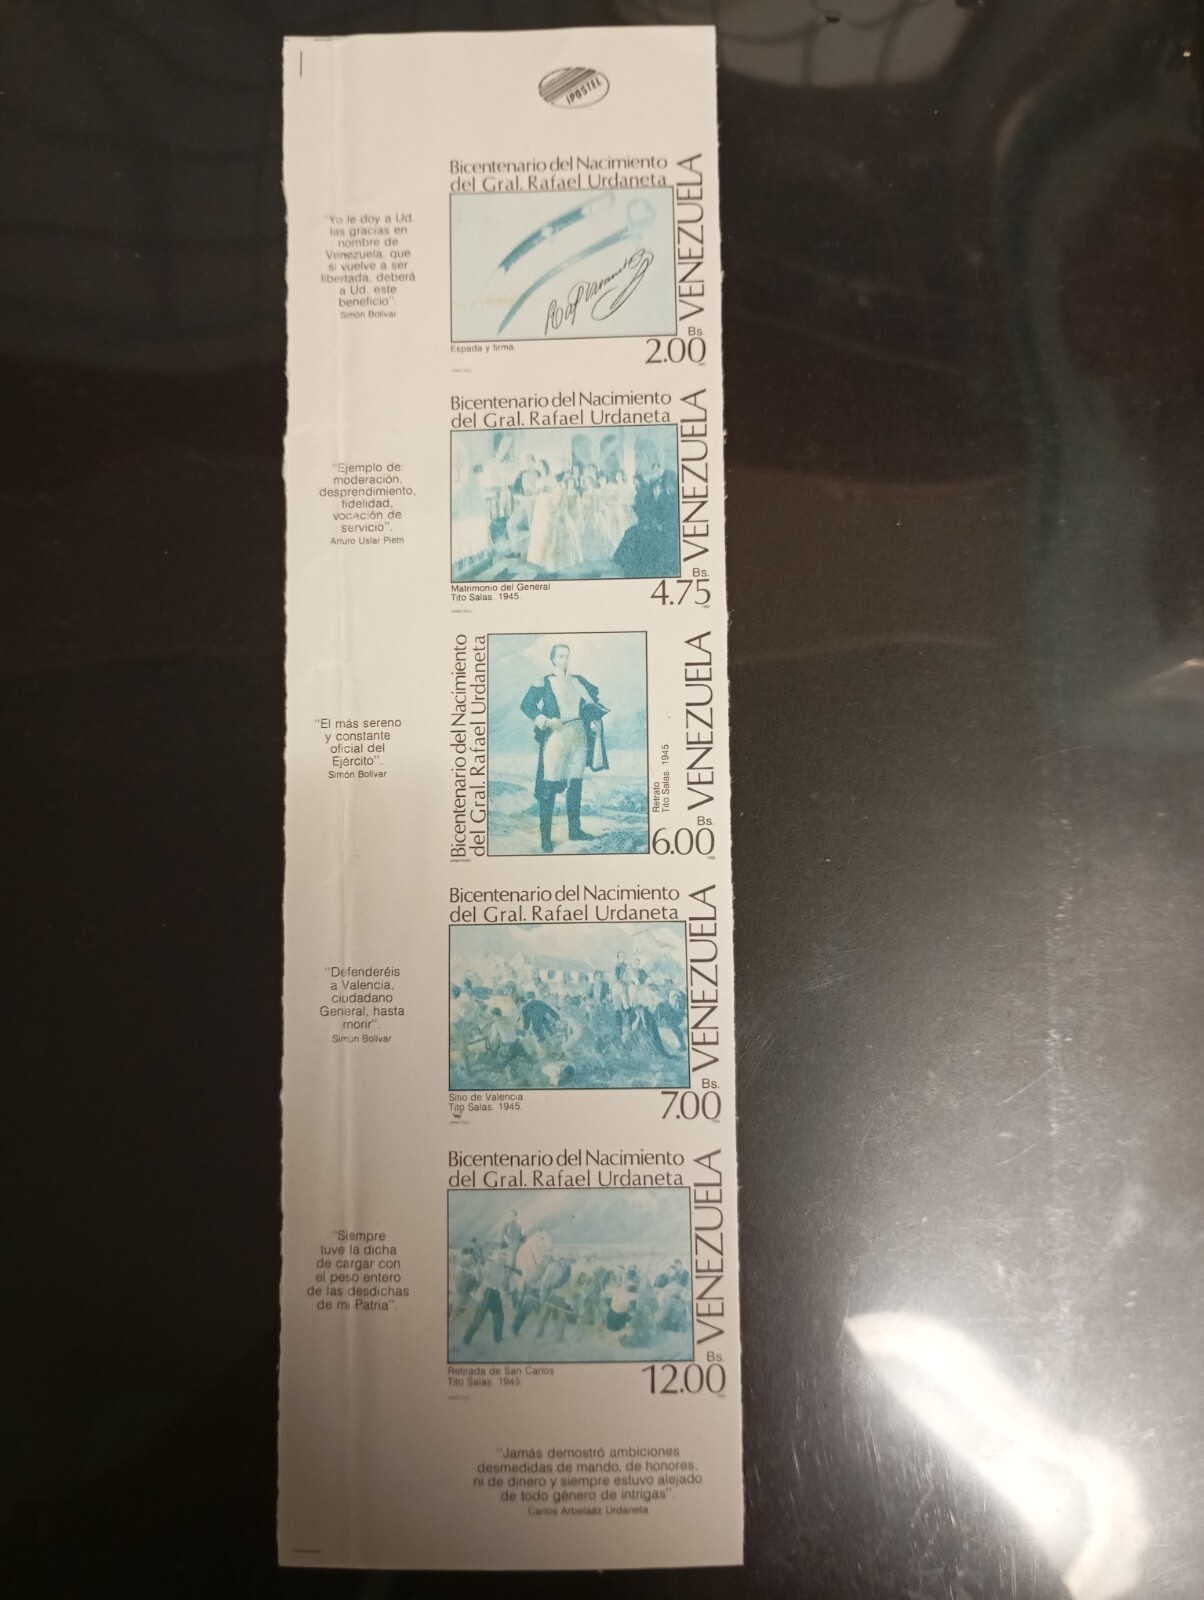 IPOSTEL
"Yo le doy a Ud.
las gracias en
nombre de
Venezuela, que
si vuelve a ser
libertada, deberá
a Ud. este
beneficio".
Simón Bolívar
Bicentenario del Nacimiento
del Gral. Rafael Urdaneta
VENEZUELA
Espada y firma.
Bs.
2.00
"Ejemplo de
moderación,
desprendimiento,
fidelidad,
vocación de
servicio".
Arturo Uslar Pietri
Bicentenario del Nacimiento
del Gral. Rafael Urdaneta
VENEZUELA
Matrimonio del General
Tito Salas. 1945
Bs.
4.75
"El más sereno
y constante
oficial del
Ejército".
Simón Bolívar
Bicentenario del Nacimiento
del Gral. Rafael Urdaneta
Retrato
Tito Salas. 1945.
VENEZUELA
Bs.
6.00
"Defenderéis
a Valencia,
ciudadano
General, hasta
morir".
Simón Bolívar
Bicentenario del Nacimiento
del Gral. Rafael Urdaneta
VENEZUELA
Sitio de Valencia
Tito Salas. 1945.
Bs.
7.00
"Siempre
tuve la dicha
de cargar con
el peso entero
de las desdichas
de mi Patria".
Bicentenario del Nacimiento
del Gral. Rafael Urdaneta
VENEZUELA
Retirada de San Carlos
Tito Salas. 1945.
Bs.
12.00
"Jamás demostró ambiciones
desmedidas de mando, de honores,
ni de dinero y siempre estuvo alejado
de todo género de intrigas".
Carlos Arbeláez Urdaneta